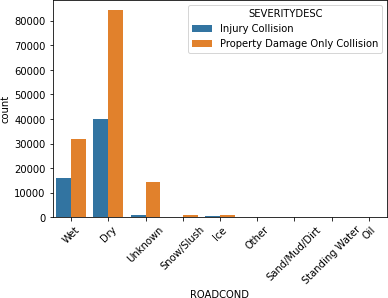 SEVERITYDESC
Injury Collision
Property Damage Only Collision
80000
70000
60000
50000
40000
30000
20000
10000
0
count
Wet
Dry
Unknown
Snow/Slush
Ice
Other
Sand/Mud/Dirt
Standing Water
Oil
ROADCOND